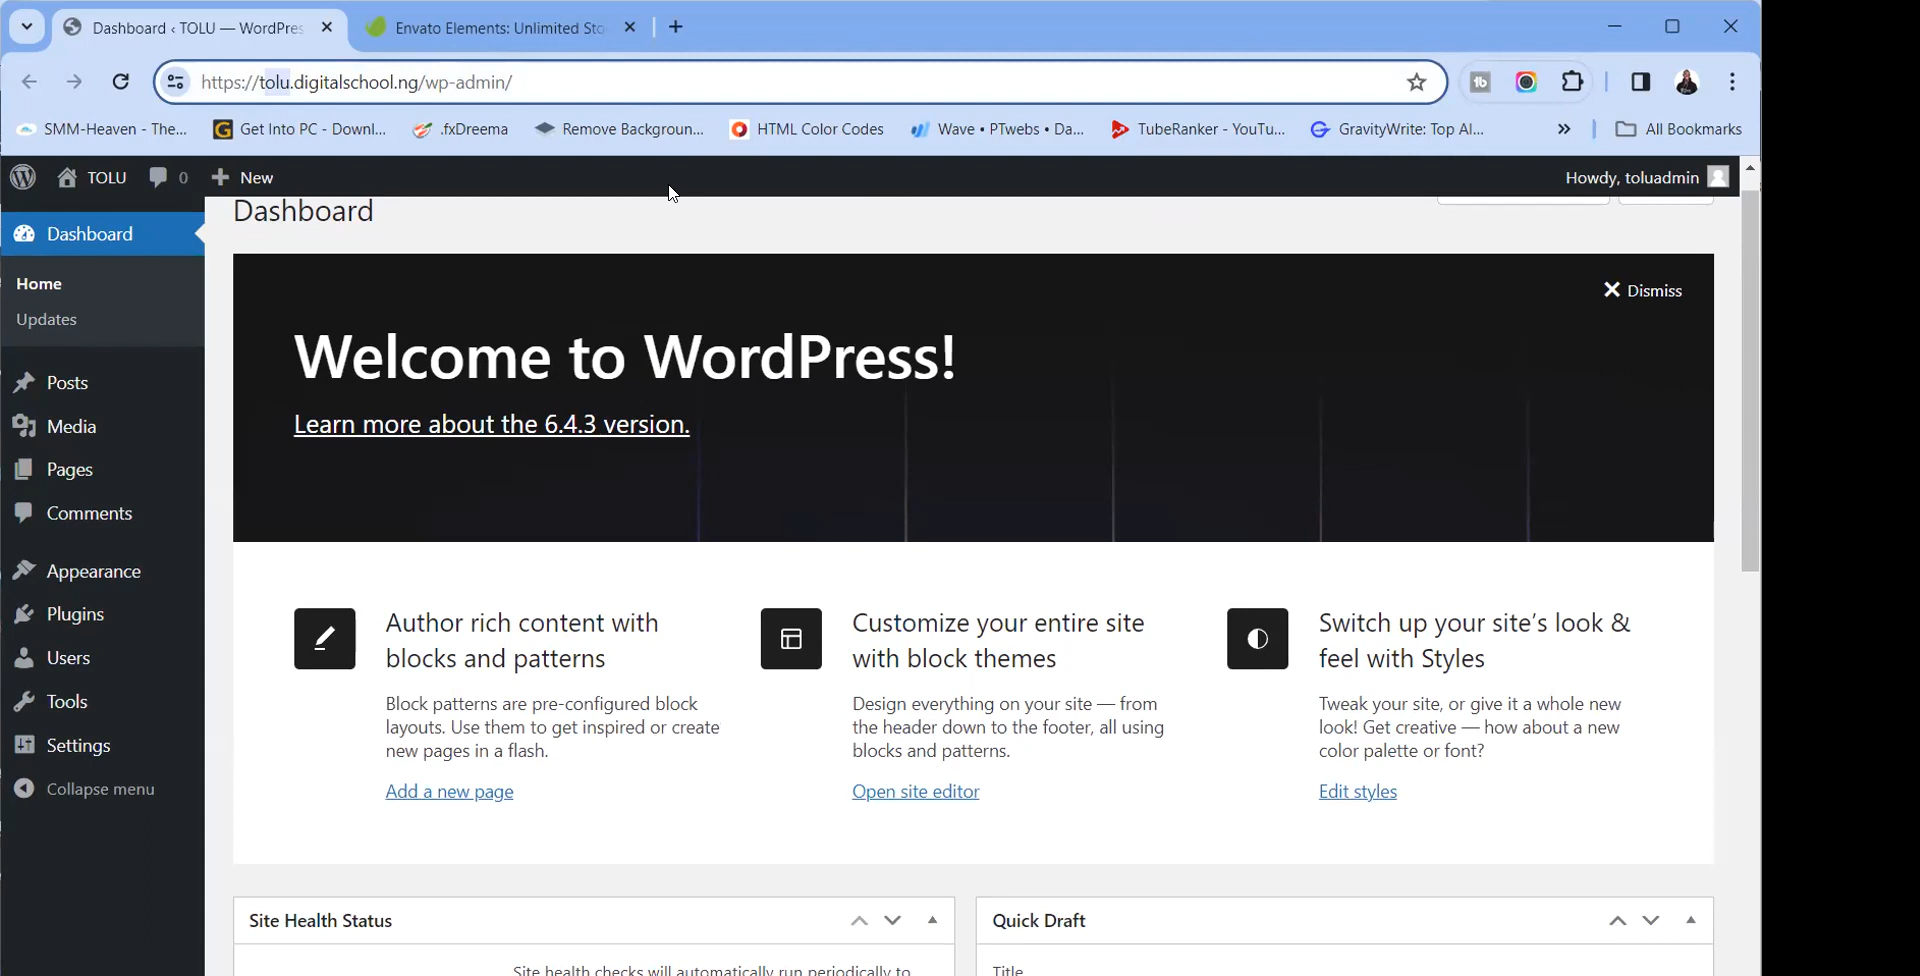 Dashboard ‹ TOLU — WordPres
Envato Elements: Unlimited Sto
https://tolu.digitalschool.ng/wp-admin/
SMM-Heaven - The...
Get Into PC - Downl...
.fxDreema
Remove Backgroun...
HTML Color Codes
Wave • PTwebs • Da...
TubeRanker - YouTu...
GravityWrite: Top AI...
All Bookmarks
TOLU
0
New
Howdy, toluadmin
Dashboard
Home
Updates
Posts
Media
Pages
Comments
Appearance
Plugins
Users
Tools
Settings
Collapse menu
Dashboard
Dismiss
Welcome to WordPress!
Learn more about the 6.4.3 version.
Author rich content with
blocks and patterns
Block patterns are pre-configured block
layouts. Use them to get inspired or create
new pages in a flash.
Add a new page
Customize your entire site
with block themes
Design everything on your site — from
the header down to the footer, all using
blocks and patterns.
Open site editor
Switch up your site’s look &
feel with Styles
Tweak your site, or give it a whole new
look! Get creative — how about a new
color palette or font?
Edit styles
Site Health Status
Site health checks will automatically run periodically to
Quick Draft
Title